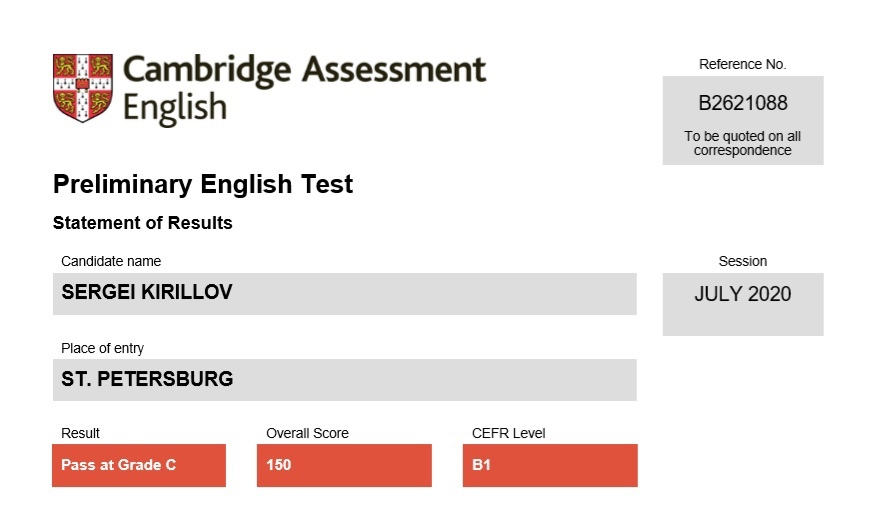 Cambridge Assessment
English
Reference No.
B2621088
To be quoted on all
correspondence
Preliminary English Test
Statement of Results
Candidate name
SERGEI KIRILLOV
Session
JULY 2020
Place of entry
ST. PETERSBURG
Result
Overall Score
CEFR Level
Pass at Grade C
150
B1